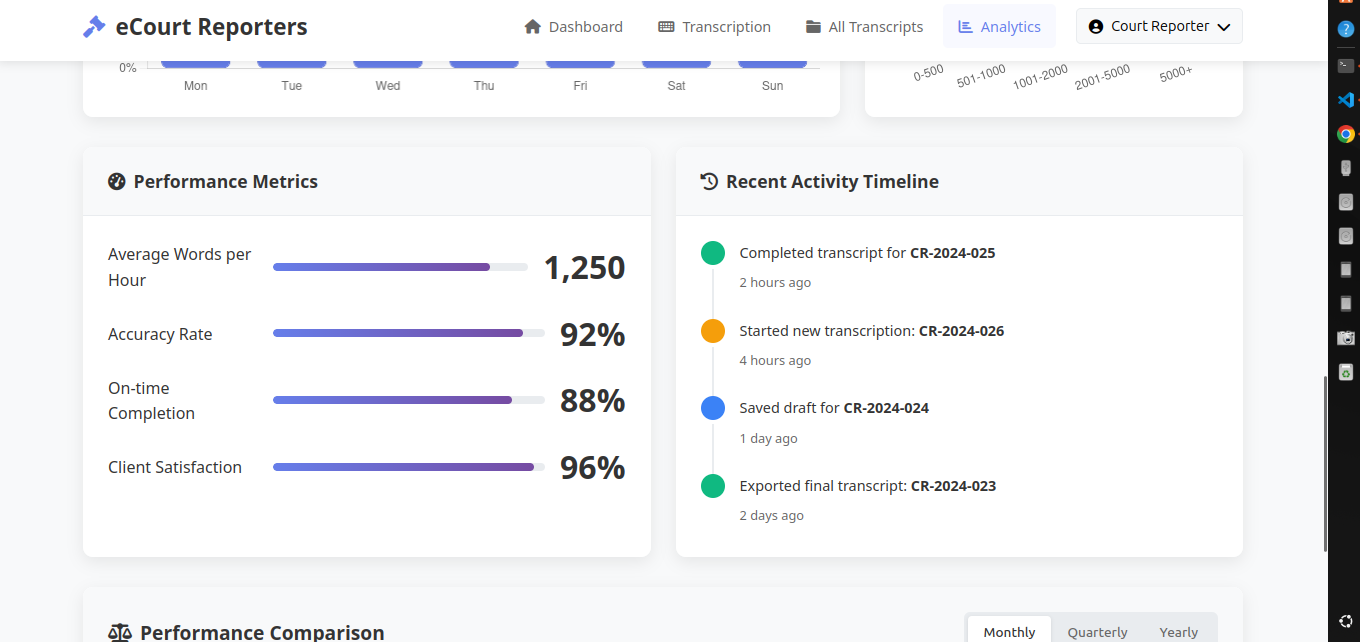 eCourt Reporters
Dashboard
Transcription
All Transcripts
Analytics
Court Reporter
0%
Mon Tue Wed Thu Fri Sat Sun
0-500 501-1000 1001-2000 2001-5000 5000+
Performance Metrics
Average Words per
Hour
1,250
Accuracy Rate
92%
On-time
Completion
88%
Client Satisfaction
96%
Recent Activity Timeline
Completed transcript for CR-2024-025
2 hours ago
Started new transcription: CR-2024-026
4 hours ago
Saved draft for CR-2024-024
1 day ago
Exported final transcript: CR-2024-023
2 days ago
Performance Comparison
Monthly
Quarterly
Yearly